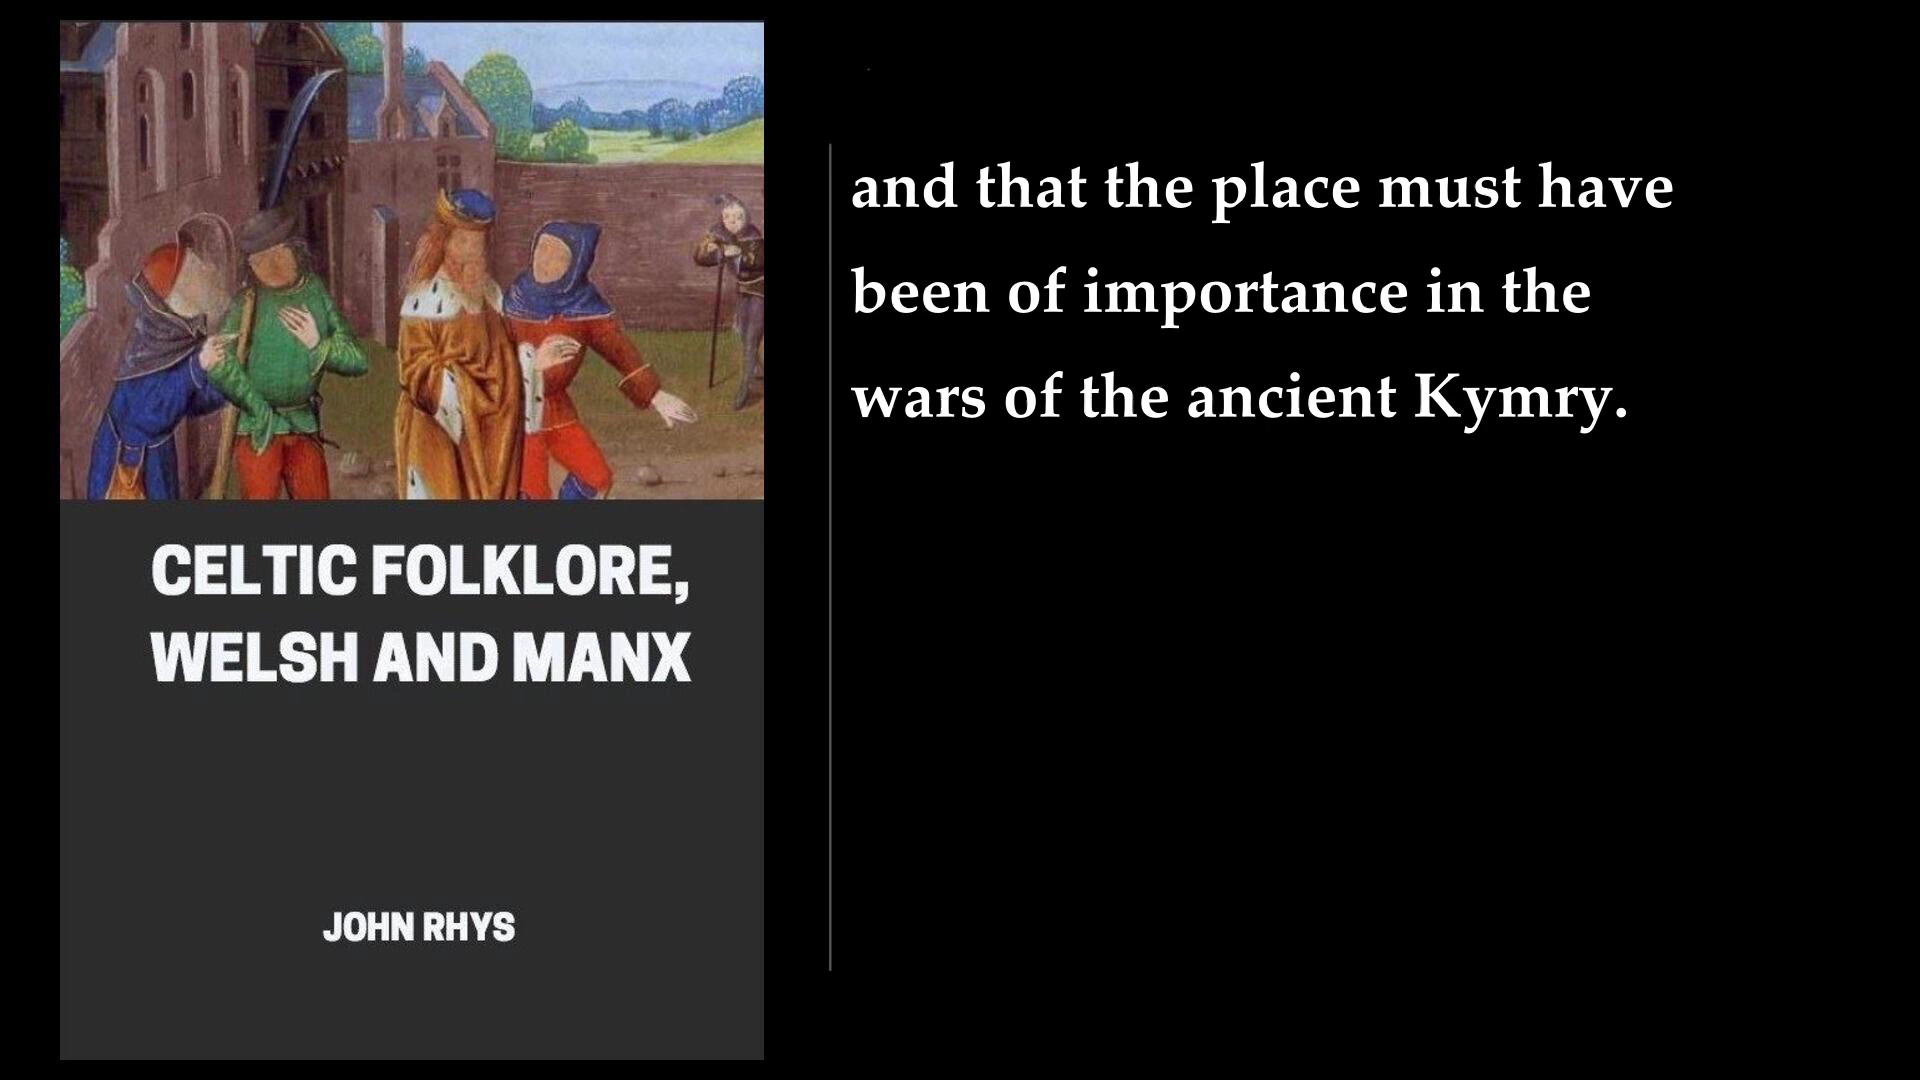 CELTIC FOLKLORE,
WELSH AND MANX
JOHN RHYS
and that the place must have
been of importance in the
wars of the ancient Kymry.